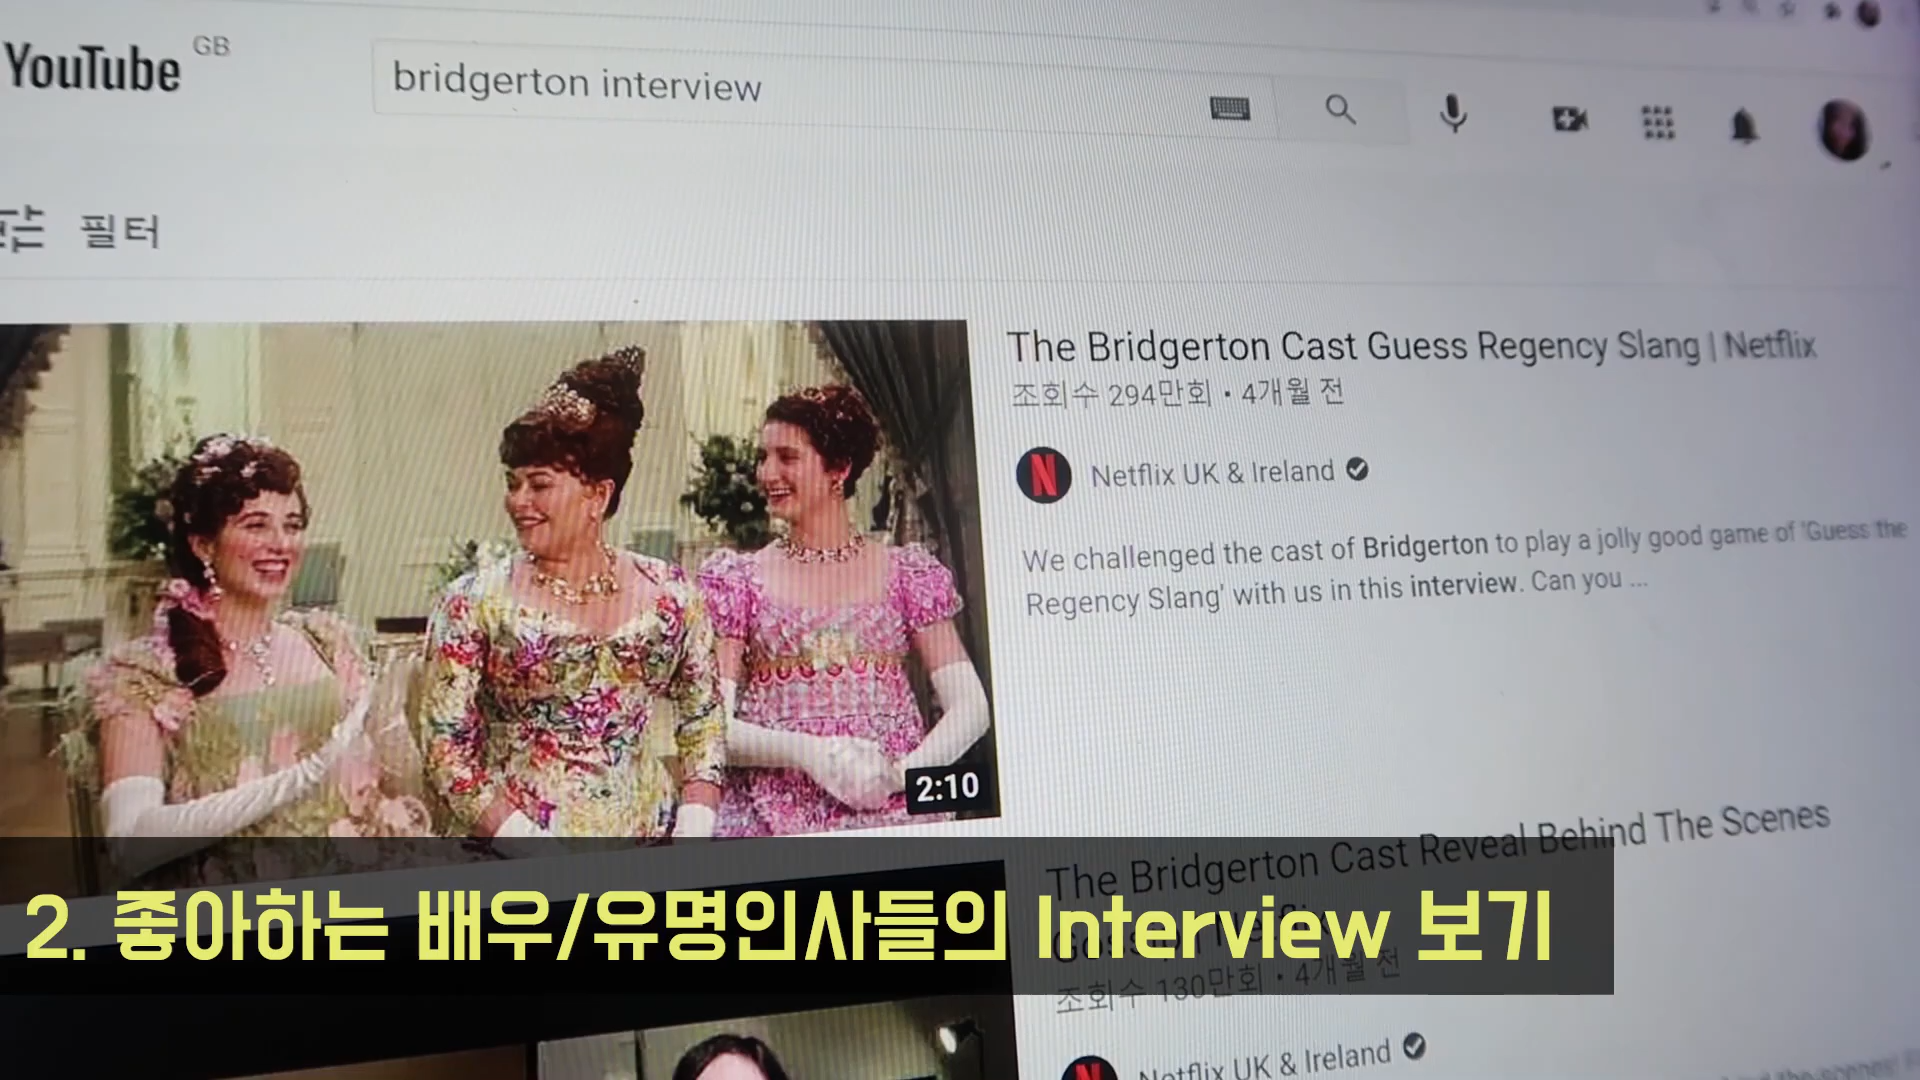 YouTube GB
bridgerton interview
필터
The Bridgerton Cast Guess Regency Slang | Netflix
조회수 294만회 • 4개월 전
Netflix UK & Ireland
We challenged the cast of Bridgerton to play a jolly good game of 'Guess the
Regency Slang' with us in this interview. Can you ...
2:10
The Bridgerton Cast Reveal Behind The Scenes
2. 좋아하는 배우/유명인사들의 Interview 보기
조회수 130만회 • 4개월 전
Netflix UK & Ireland